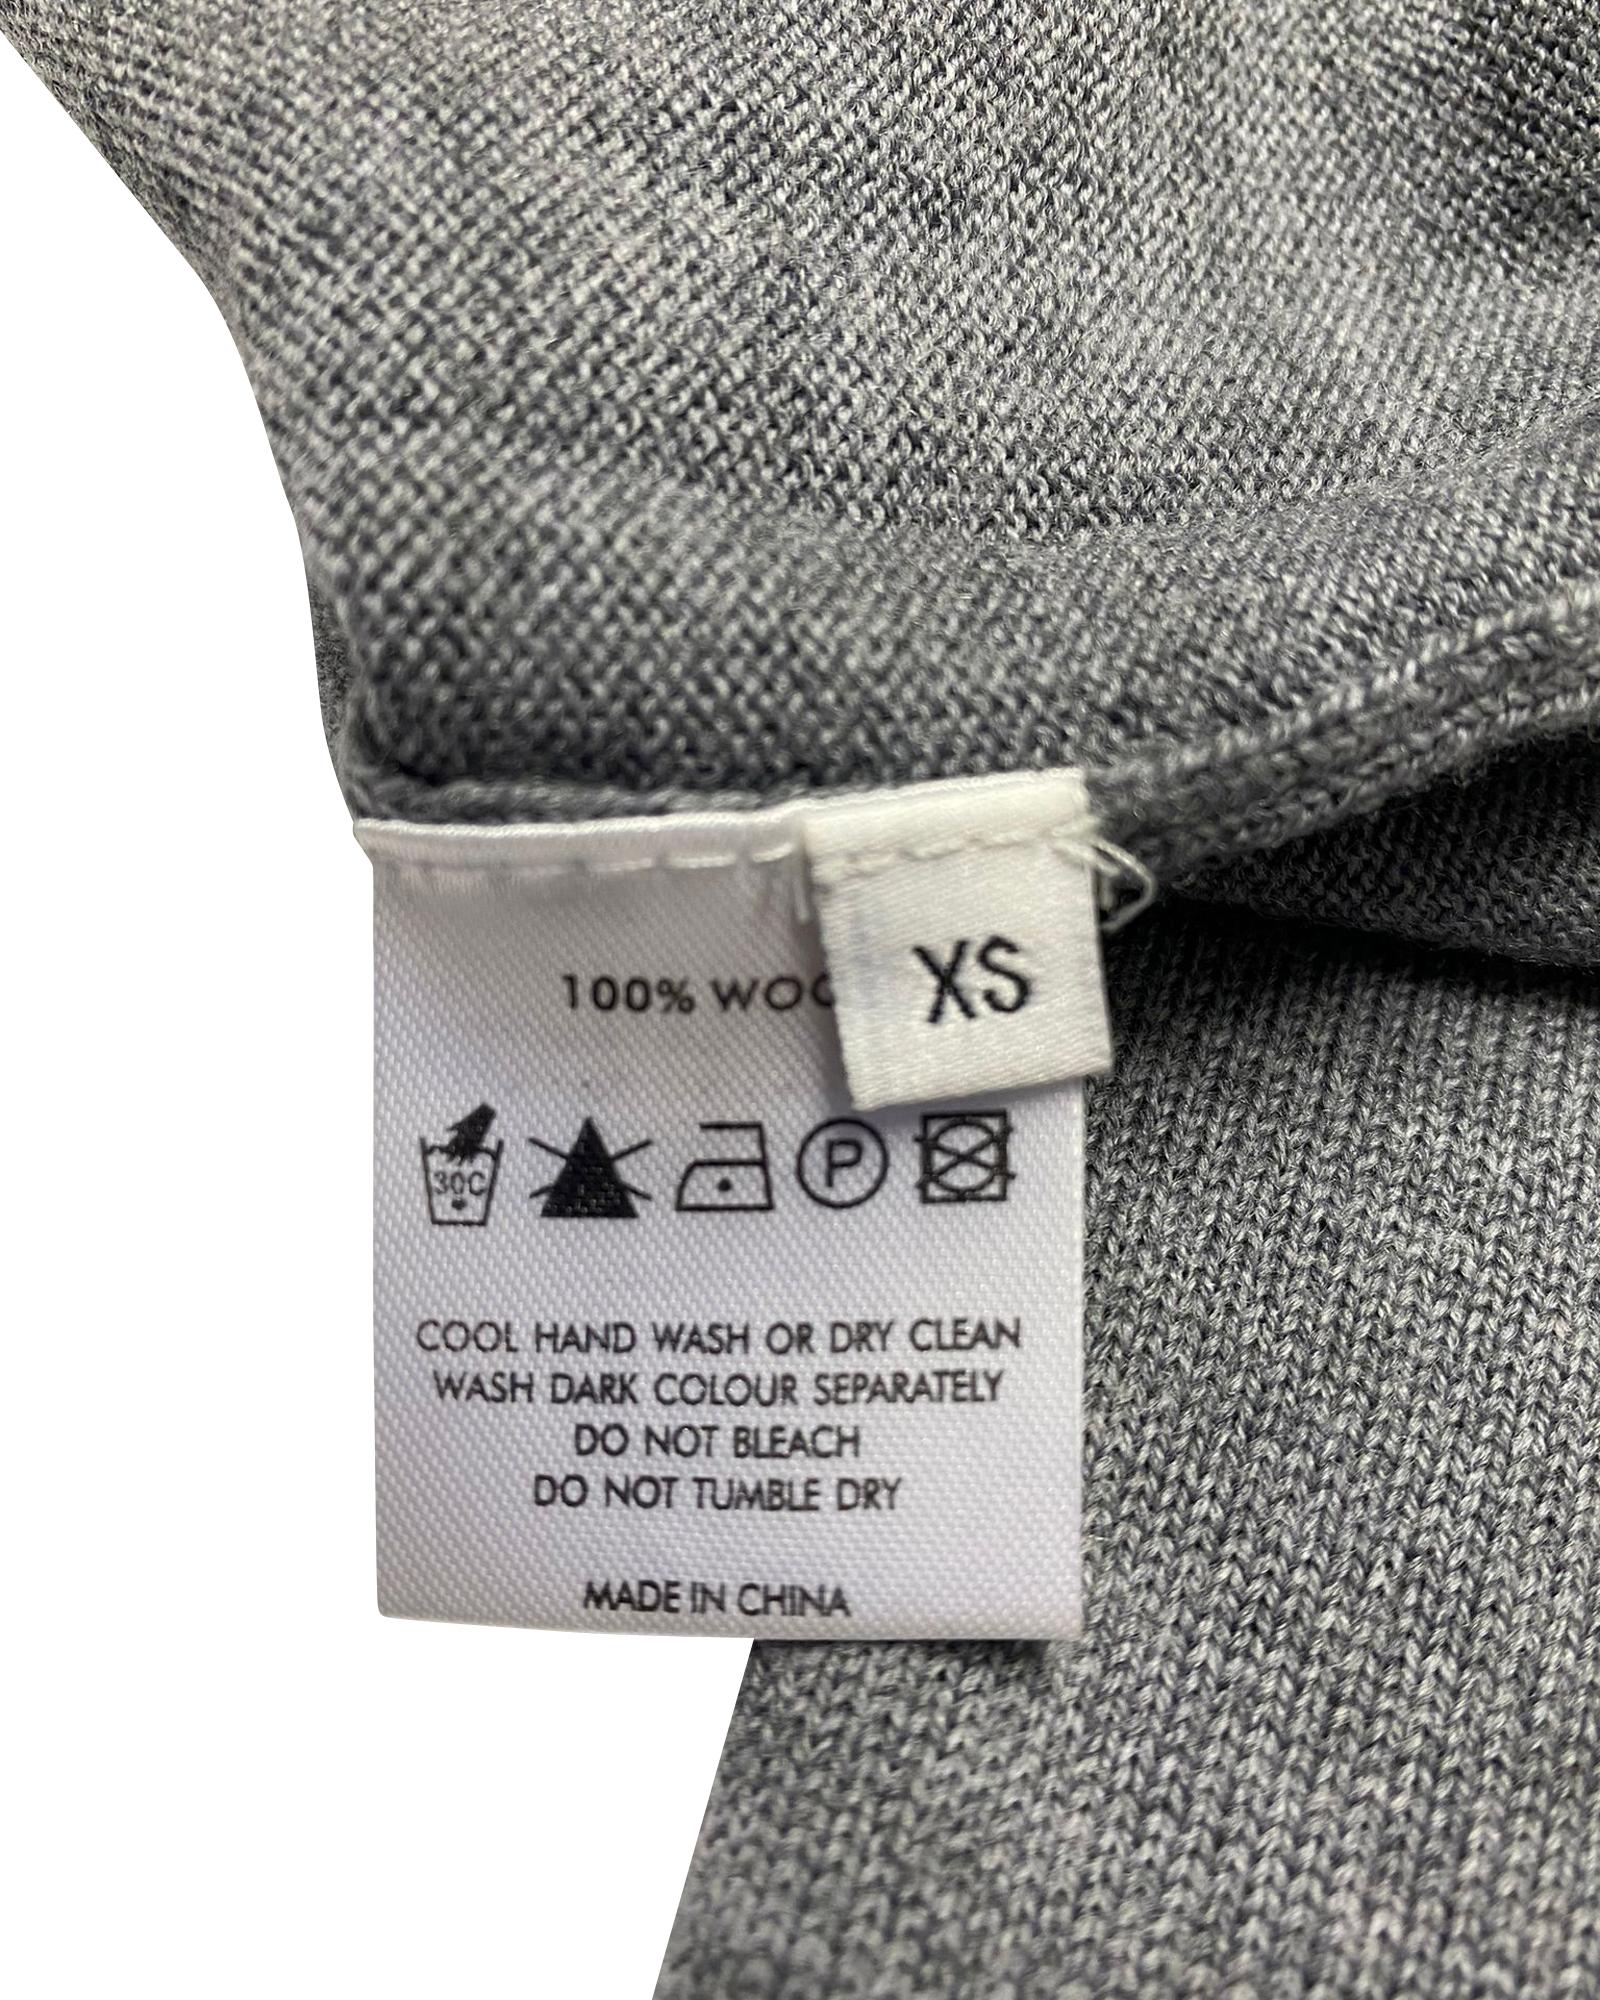 XS
100% WOO
30C
P
COOL HAND WASH OR DRY CLEAN
WASH DARK COLOUR SEPARATELY
DO NOT BLEACH
DO NOT TUMBLE DRY
MADE IN CHINA